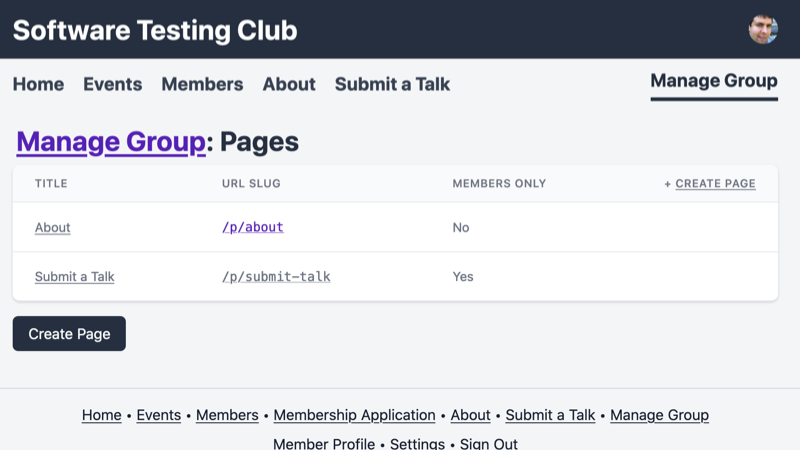 Software Testing Club
Home Events Members About Submit a Talk Manage Group
Manage Group: Pages
TITLE URL SLUG MEMBERS ONLY + CREATE PAGE
About /p/about No
Submit a Talk /p/submit-talk Yes
Create Page
Home • Events • Members • Membership Application • About • Submit a Talk • Manage Group
Member Profile • Settings • Sign Out